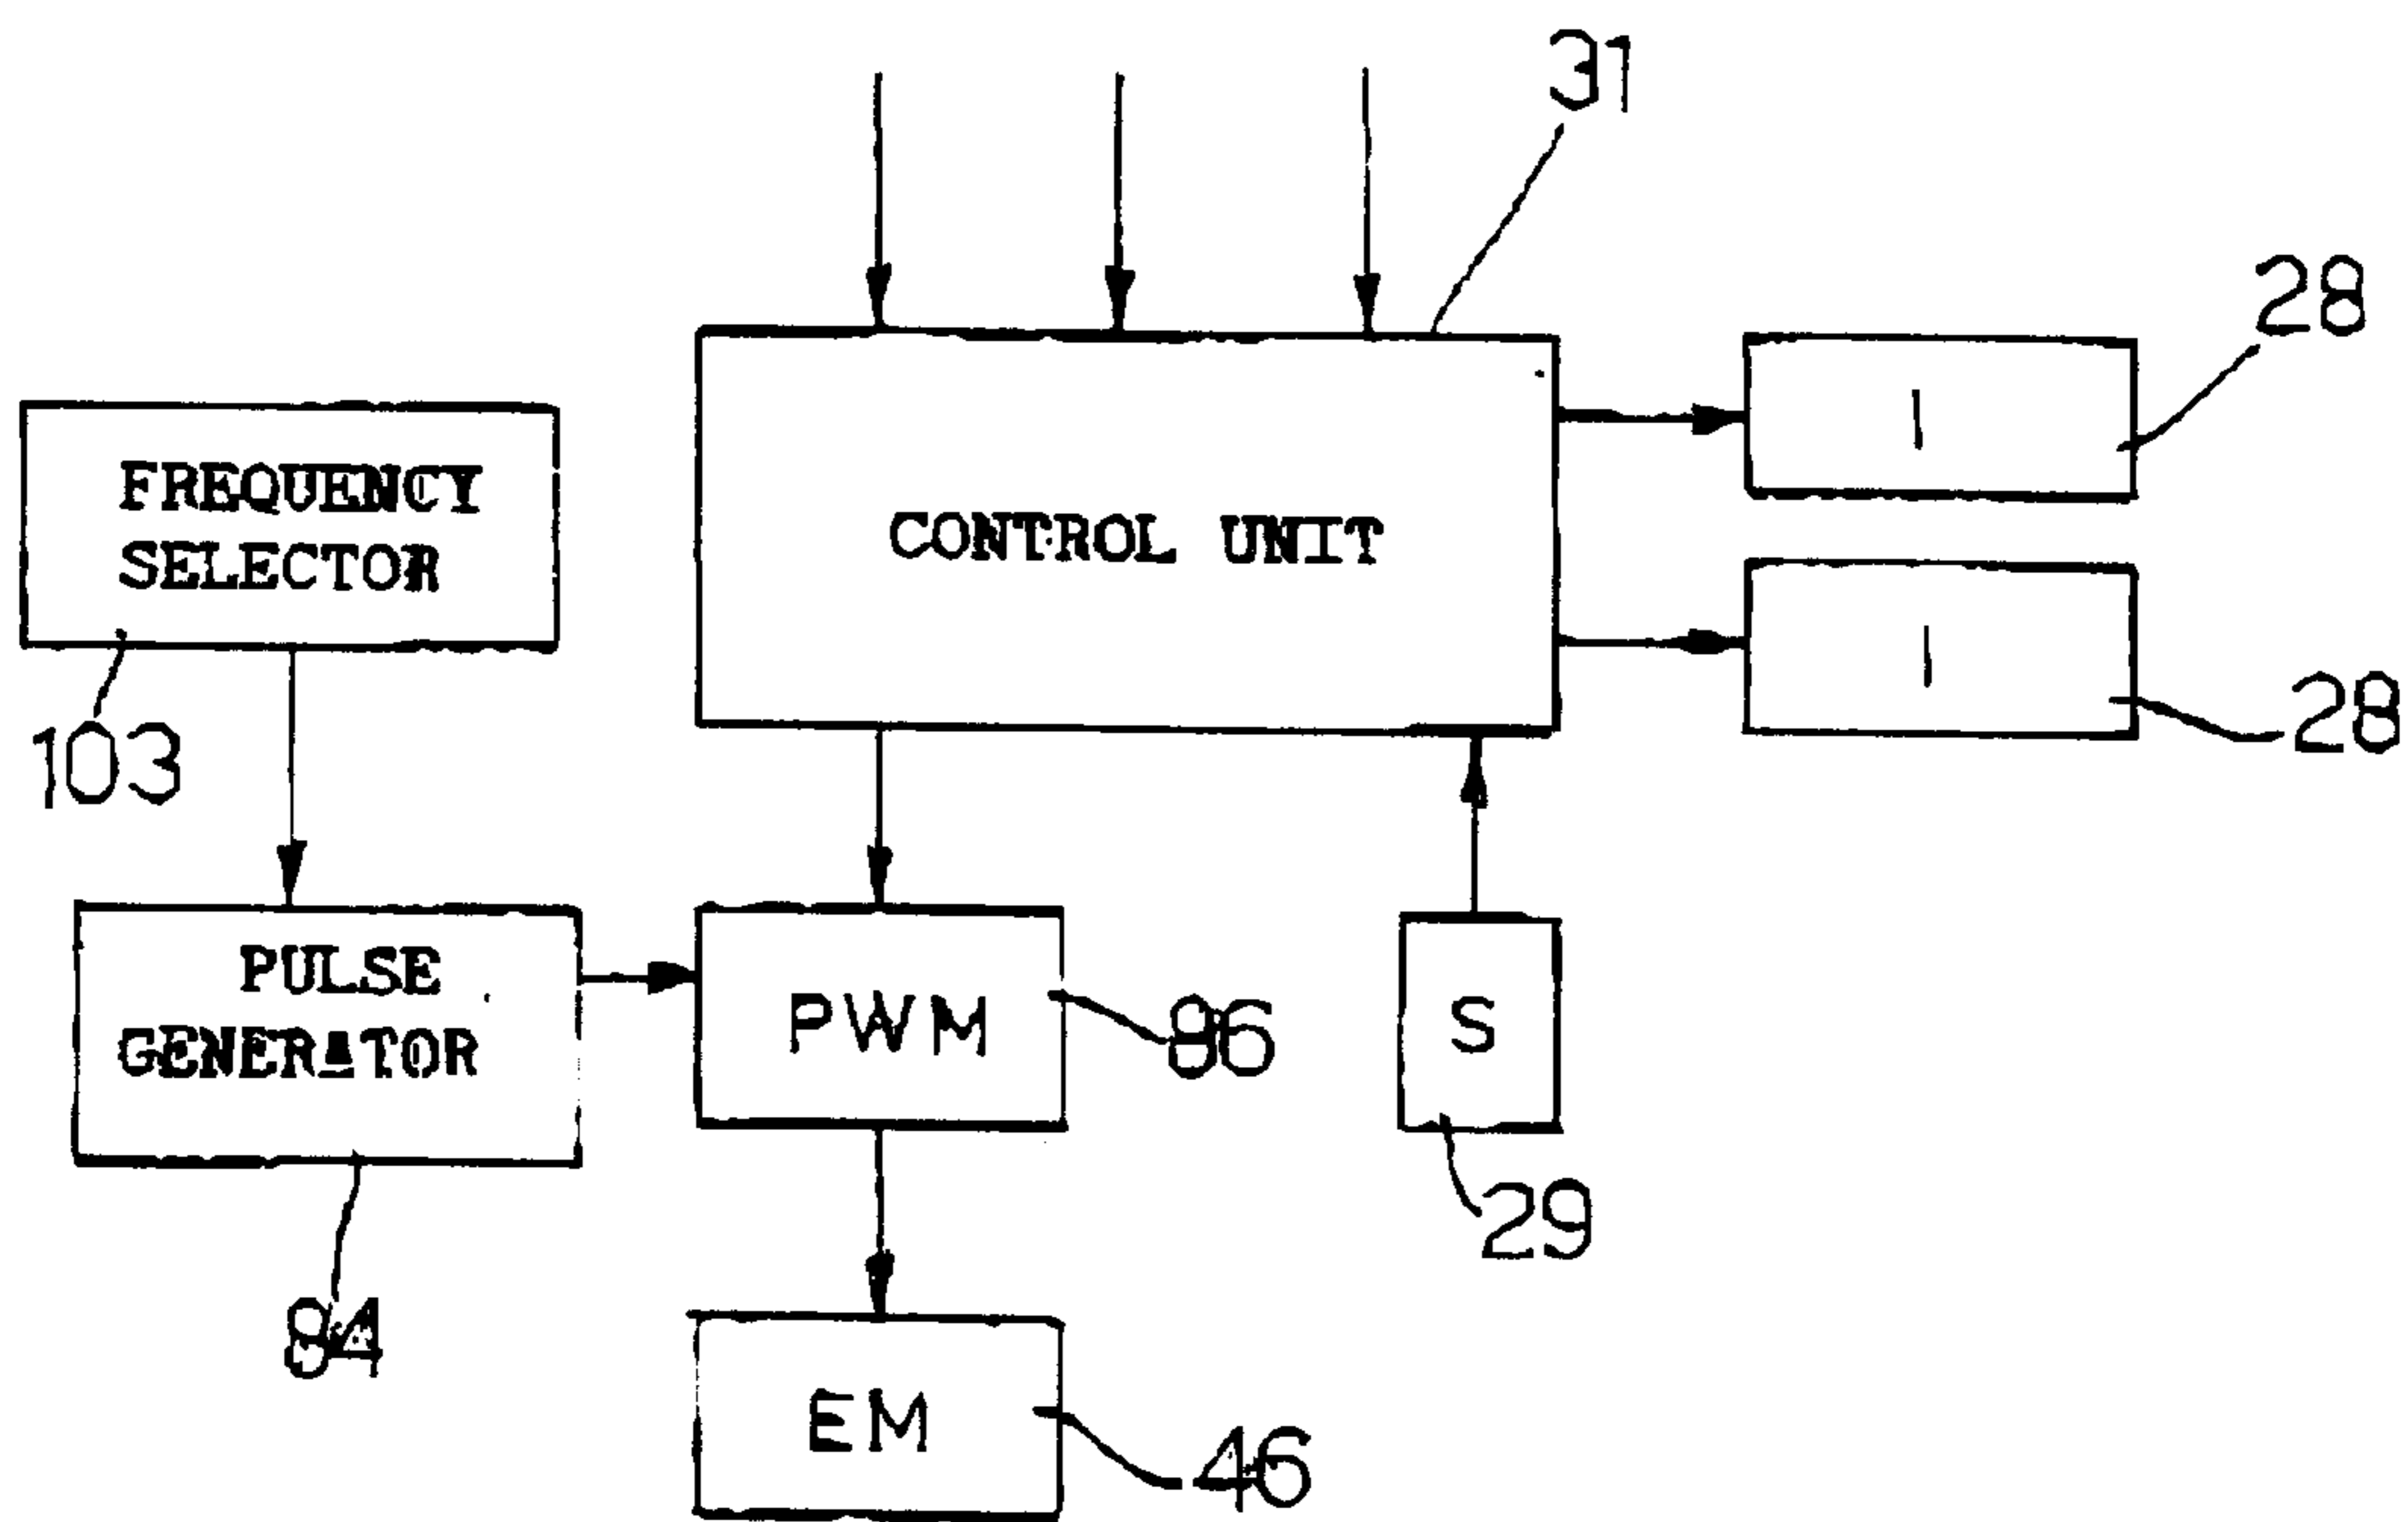 31
28
FREQUENCY
SELECTOR
CONTROL UNIT
I
I
103
28
PULSE
GENERATOR
PWM
86
S
29
84
EM
46